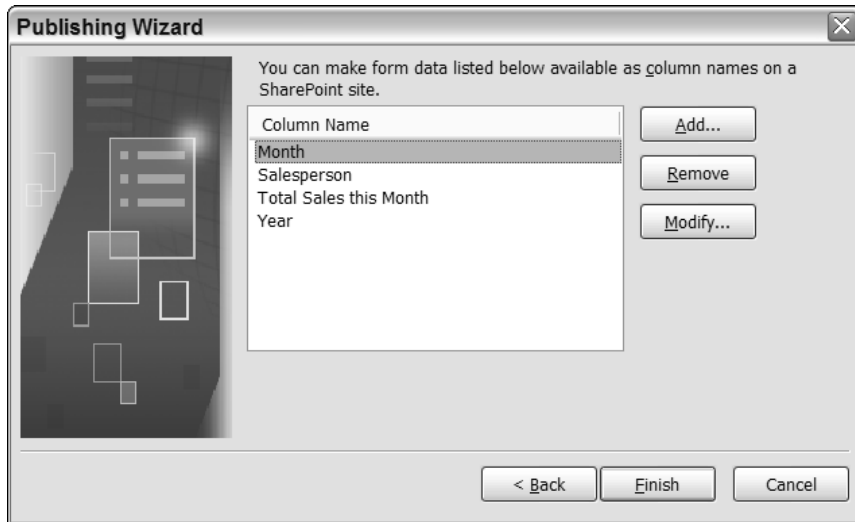 Publishing Wizard
You can make form data listed below available as column names on a
SharePoint site.
Column Name
Month
Salesperson
Total Sales this Month
Year
Add...
Remove
Modify...
< Back
Finish
Cancel